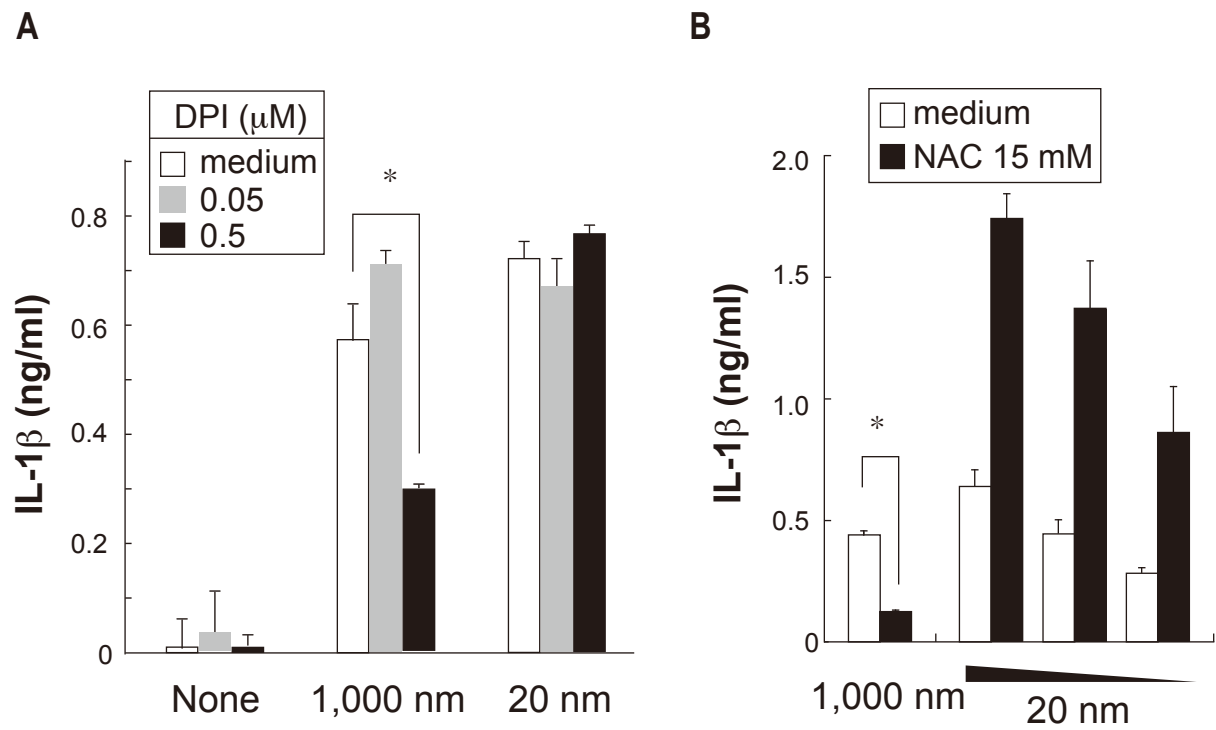 A
DPI (μM)
medium
0.05
0.5
*
0.8
0.6
0.4
0.2
0
IL-1β (ng/ml)
None 1,000 nm 20 nm
B
medium
NAC 15 mM
2.0
1.5
1.0
0.5
0
*
IL-1β (ng/ml)
1,000 nm 20 nm